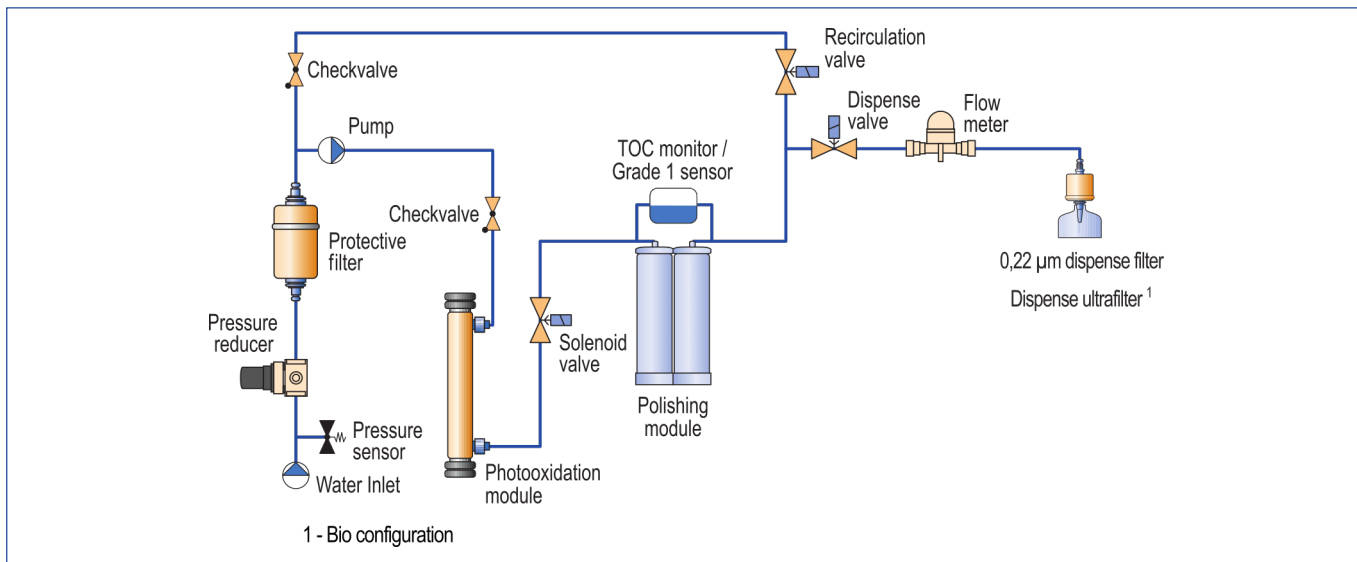 Recirculation
valve
Checkvalve
Dispense
valve
Flow
meter
Pump
TOC monitor /
Grade 1 sensor
Checkvalve
Protective
filter
0,22 µm dispense filter
Dispense ultrafilter 1
Pressure
reducer
Solenoid
valve
Polishing
module
Pressure
sensor
Photooxidation
module
Water Inlet
1 - Bio configuration